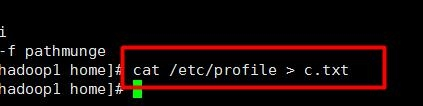 i
-f pathmunge
hadoop1 home]# cat /etc/profile > c.txt
hadoop1 home]#